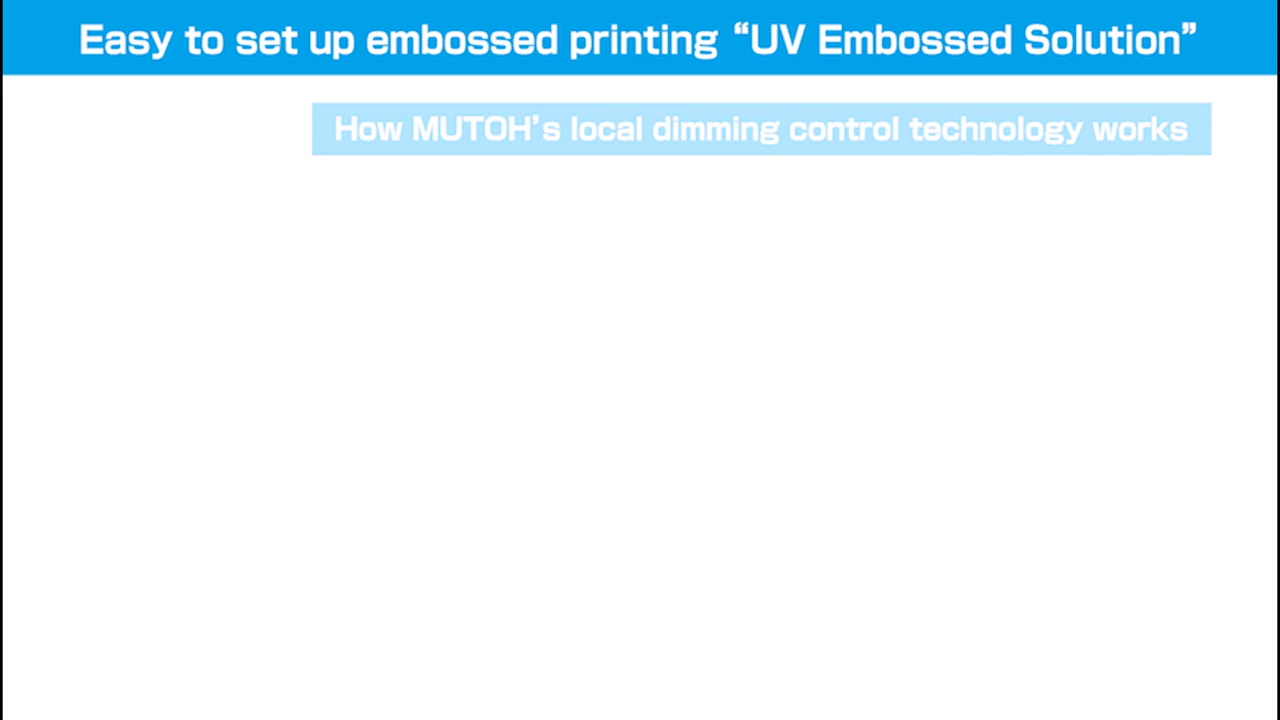 Easy to set up embossed printing “UV Embossed Solution”
How MUTOH’s local dimming control technology works